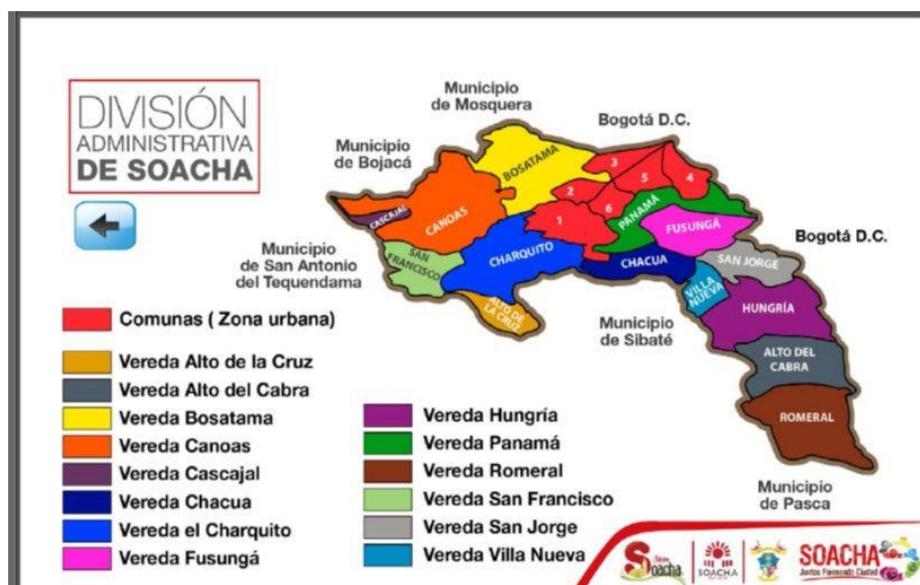 DIVISIÓN
ADMINISTRATIVA
DE SOACHA
Municipio
de Mosquera
Bogotá D.C.
Municipio
de Bojacá
BOSATAMA
3
5
4
2
6
1
CASCAJAL
CANOAS
PANAMÁ
FUSUNGÁ
Bogotá D.C.
Municipio
de San Antonio
del Tequendama
SAN
FRANCISCO
CHARQUITO
CHACUA
SAN JORGE
ALTO DE
LA CRUZ
VILLA
NUEVA
HUNGRÍA
Municipio
de Sibaté
ALTO DEL
CABRA
ROMERAL
Municipio
de Pasca
Comunas ( Zona urbana)
Vereda Alto de la Cruz
Vereda Alto del Cabra
Vereda Bosatama
Vereda Canoas
Vereda Cascajal
Vereda Chacua
Vereda el Charquito
Vereda Fusungá
Vereda Hungría
Vereda Panamá
Vereda Romeral
Vereda San Francisco
Vereda San Jorge
Vereda Villa Nueva
Soacha
SOACHA
SOACHA
Juntos Formando Ciudad